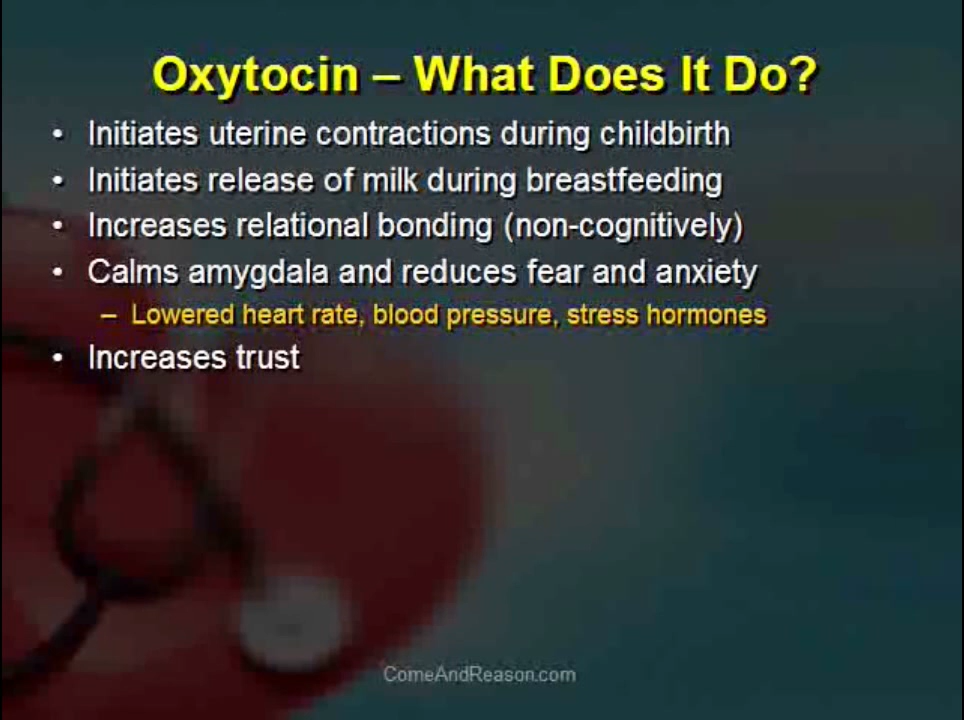 Oxytocin – What Does It Do?
• Initiates uterine contractions during childbirth
• Initiates release of milk during breastfeeding
• Increases relational bonding (non-cognitively)
• Calms amygdala and reduces fear and anxiety
– Lowered heart rate, blood pressure, stress hormones
• Increases trust
ComeAndReason.com